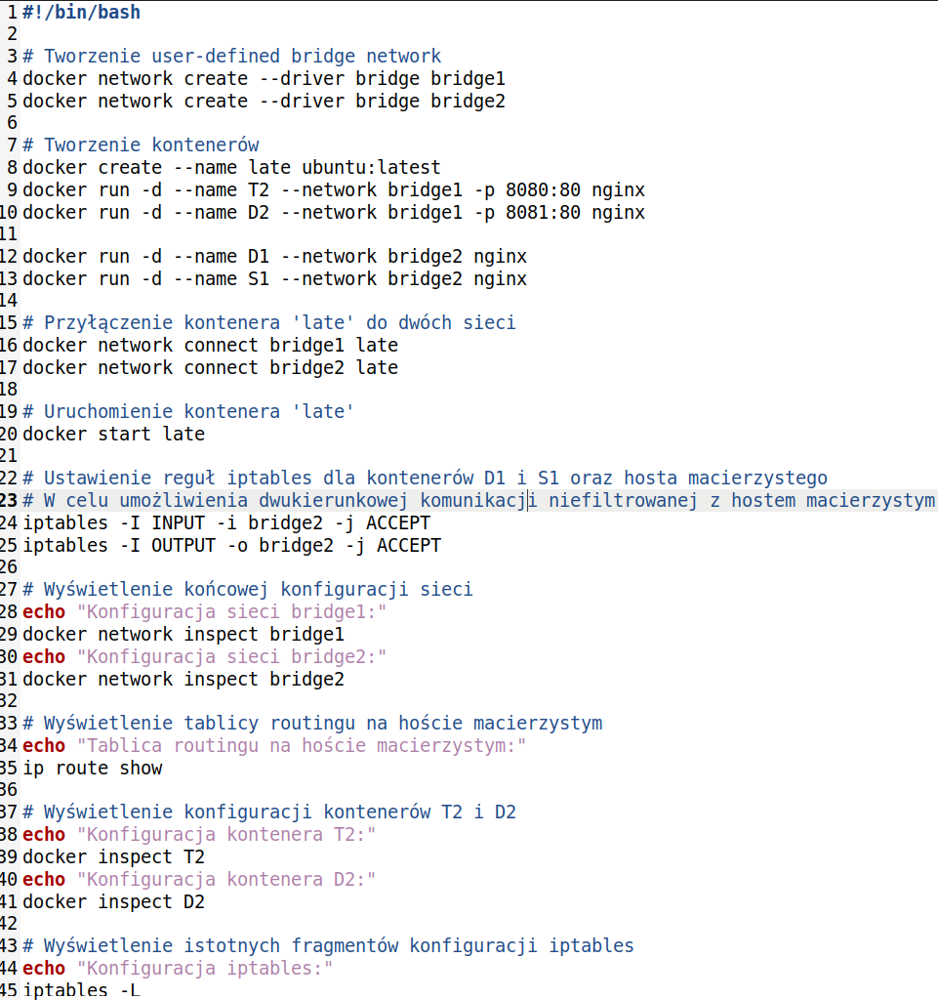 1 #!/bin/bash
2
3 # Tworzenie user-defined bridge network
4 docker network create --driver bridge bridge1
5 docker network create --driver bridge bridge2
6
7 # Tworzenie kontenerów
8 docker create --name late ubuntu:latest
9 docker run -d --name T2 --network bridge1 -p 8080:80 nginx
10 docker run -d --name D2 --network bridge1 -p 8081:80 nginx
11
12 docker run -d --name D1 --network bridge2 nginx
13 docker run -d --name S1 --network bridge2 nginx
14
15 # Przyłączenie kontenera 'late' do dwóch sieci
16 docker network connect bridge1 late
17 docker network connect bridge2 late
18
19 # Uruchomienie kontenera 'late'
20 docker start late
21
22 # Ustawienie reguł iptables dla kontenerów D1 i S1 oraz hosta macierzystego
23 # W celu umożliwienia dwukierunkowej komunikacji niefiltrowanej z hostem macierzystym
24 iptables -I INPUT -i bridge2 -j ACCEPT
25 iptables -I OUTPUT -o bridge2 -j ACCEPT
26
27 # Wyświetlenie końcowej konfiguracji sieci
28 echo "Konfiguracja sieci bridge1:"
29 docker network inspect bridge1
30 echo "Konfiguracja sieci bridge2:"
31 docker network inspect bridge2
32
33 # Wyświetlenie tablicy routingu na hoście macierzystym
34 echo "Tablica routingu na hoście macierzystym:"
35 ip route show
36
37 # Wyświetlenie konfiguracji kontenerów T2 i D2
38 echo "Konfiguracja kontenera T2:"
39 docker inspect T2
40 echo "Konfiguracja kontenera D2:"
41 docker inspect D2
42
43 # Wyświetlenie istotnych fragmentów konfiguracji iptables
44 echo "Konfiguracja iptables:"
45 iptables -L